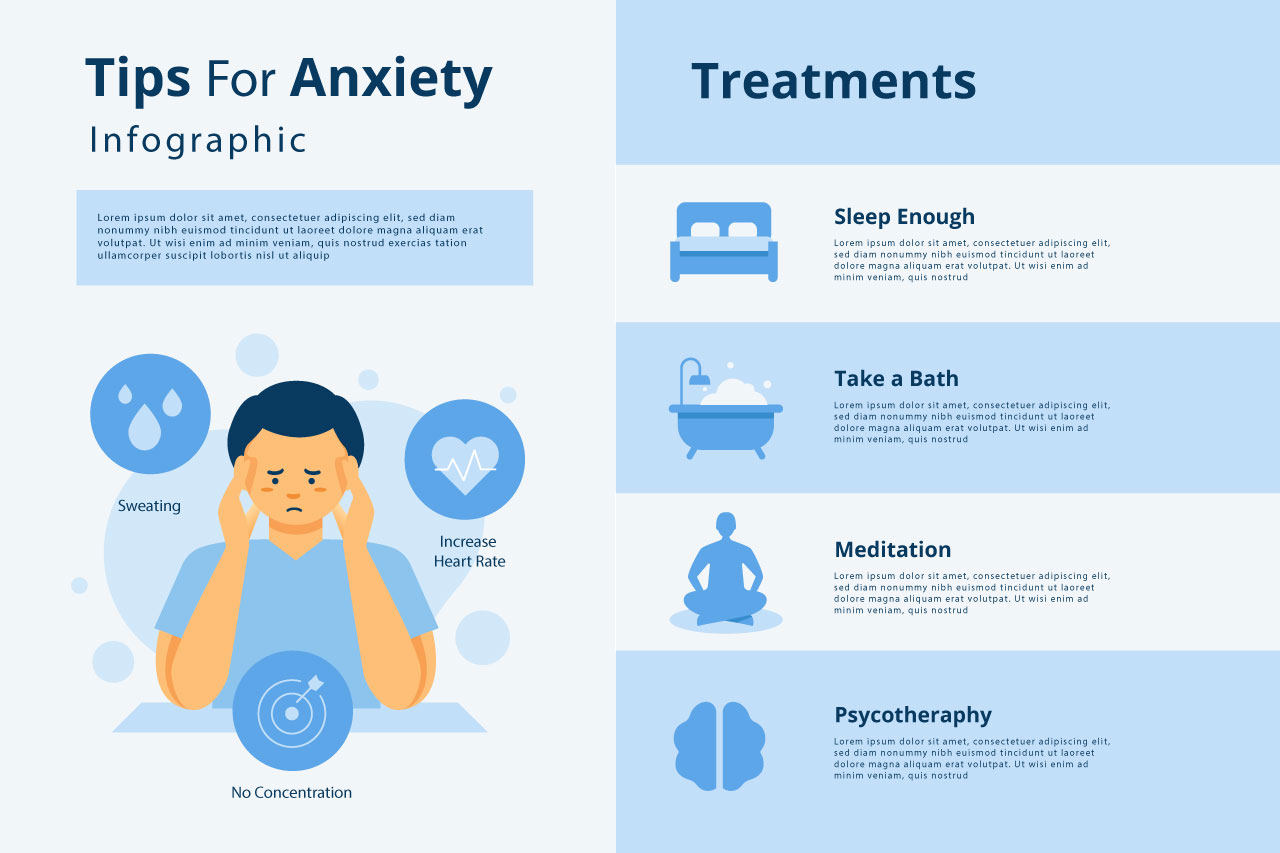 Tips For Anxiety
Infographic
Lorem ipsum dolor sit amet, consectetuer adipiscing elit, sed diam
nonummy nibh euismod tincidunt ut laoreet dolore magna aliquam erat
volutpat. Ut wisi enim ad minim veniam, quis nostrud exercias tation
ullamcorper suscipit lobortis nisl ut aliquip
Sweating
Increase
Heart Rate
No Concentration
Treatments
Sleep Enough
Lorem ipsum dolor sit amet, consectetuer adipiscing elit,
sed diam nonummy nibh euismod tincidunt ut laoreet
dolore magna aliquam erat volutpat. Ut wisi enim ad
minim veniam, quis nostrud
Take a Bath
Lorem ipsum dolor sit amet, consectetuer adipiscing elit,
sed diam nonummy nibh euismod tincidunt ut laoreet
dolore magna aliquam erat volutpat. Ut wisi enim ad
minim veniam, quis nostrud
Meditation
Lorem ipsum dolor sit amet, consectetuer adipiscing elit,
sed diam nonummy nibh euismod tincidunt ut laoreet
dolore magna aliquam erat volutpat. Ut wisi enim ad
minim veniam, quis nostrud
Psycotheraphy
Lorem ipsum dolor sit amet, consectetuer adipiscing elit,
sed diam nonummy nibh euismod tincidunt ut laoreet
dolore magna aliquam erat volutpat. Ut wisi enim ad
minim veniam, quis nostrud